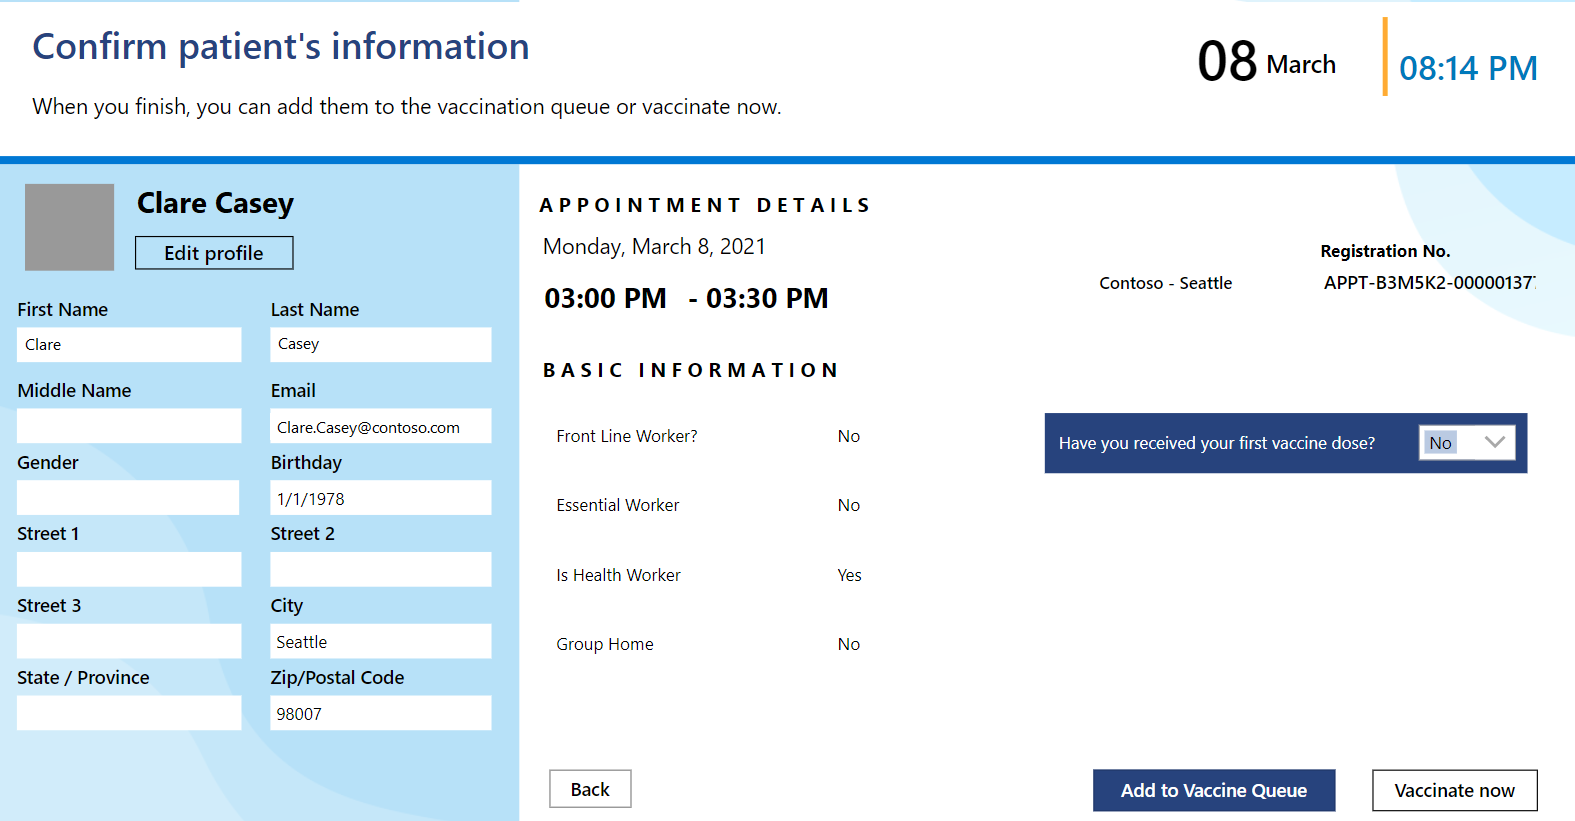 Confirm patient's information
When you finish, you can add them to the vaccination queue or vaccinate now.
08 March
08:14 PM
Clare Casey
Edit profile
First Name
Last Name
Clare
Casey
Middle Name
Email
Clare.Casey@contoso.com
Gender
Birthday
1/1/1978
Street 1
Street 2
Street 3
City
Seattle
State / Province
Zip/Postal Code
98007
APPOINTMENT DETAILS
Monday, March 8, 2021
03:00 PM - 03:30 PM
Contoso - Seattle
Registration No.
APPT-B3M5K2-00000137
BASIC INFORMATION
Front Line Worker? No
Essential Worker No
Is Health Worker Yes
Group Home No
Have you received your first vaccine dose? No
Back
Add to Vaccine Queue
Vaccinate now